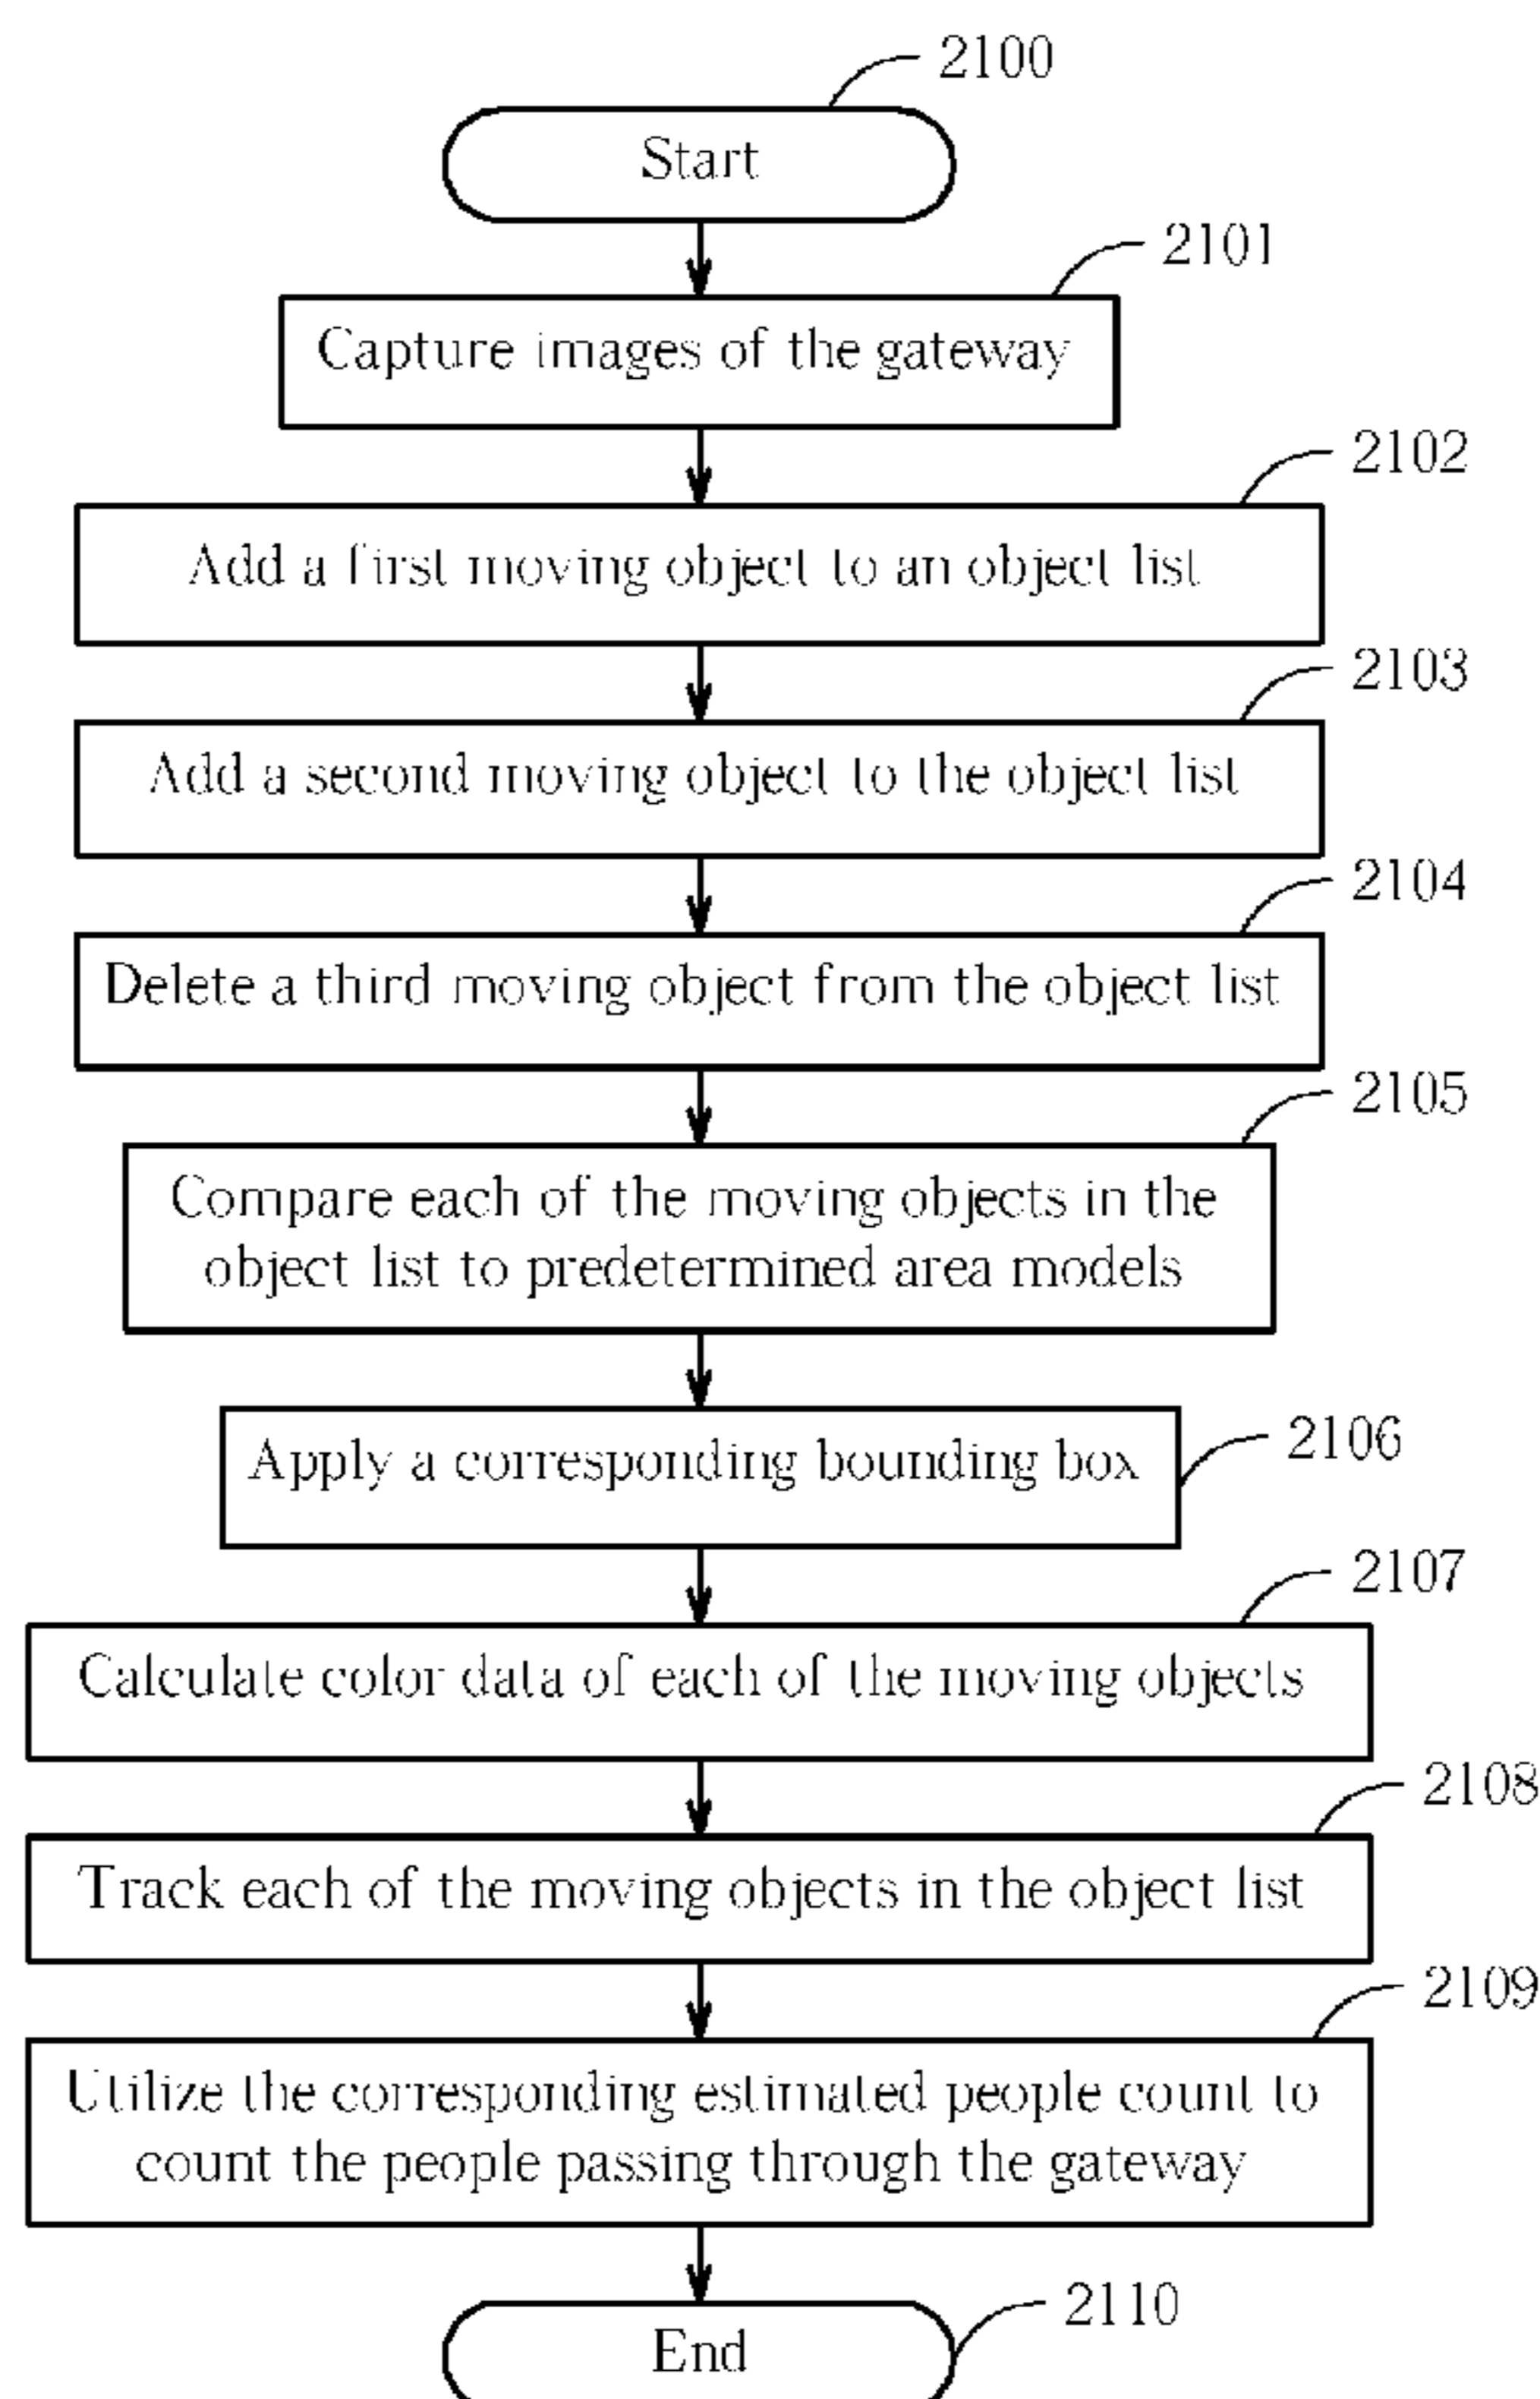 2100
Start
2101
Capture images of the gateway
2102
Add a first moving object to an object list
2103
Add a second moving object to the object list
2104
Delete a third moving object from the object list
2105
Compare each of the moving objects in the
object list to predetermined area models
2106
Apply a corresponding bounding box
2107
Calculate color data of each of the moving objects
2108
Track each of the moving objects in the object list
2109
Utilize the corresponding estimated people count to
count the people passing through the gateway
2110
End